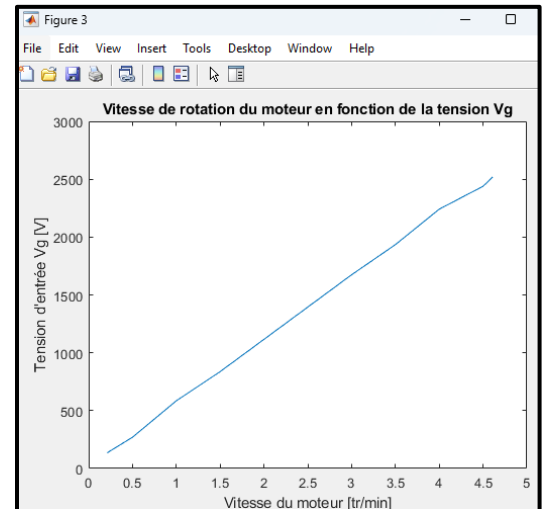 Figure 3
File Edit View Insert Tools Desktop Window Help
Vitesse de rotation du moteur en fonction de la tension Vg
3000
2500
2000
1500
1000
500
0
Tension d'entrée Vg [V]
0 0.5 1 1.5 2 2.5 3 3.5 4 4.5 5
Vitesse du moteur [tr/min]